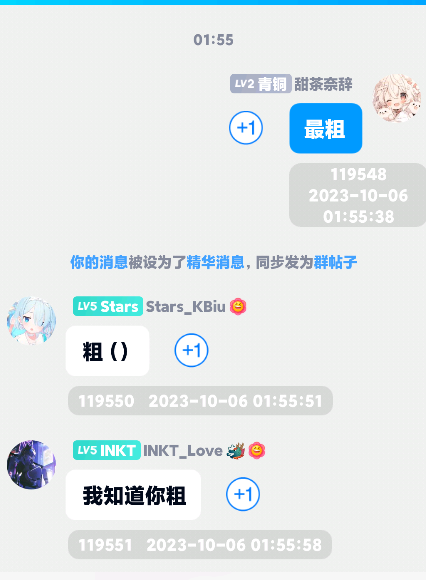 01:55
LV2 青铜 甜茶奈辞
+1 最粗
119548
2023-10-06
01:55:38
你的消息被设为了精华消息，同步发为群帖子
LV5 Stars Stars_KBiu
粗（） +1
119550 2023-10-06 01:55:51
LV5 INKT INKT_Love
我知道你粗 +1
119551 2023-10-06 01:55:58